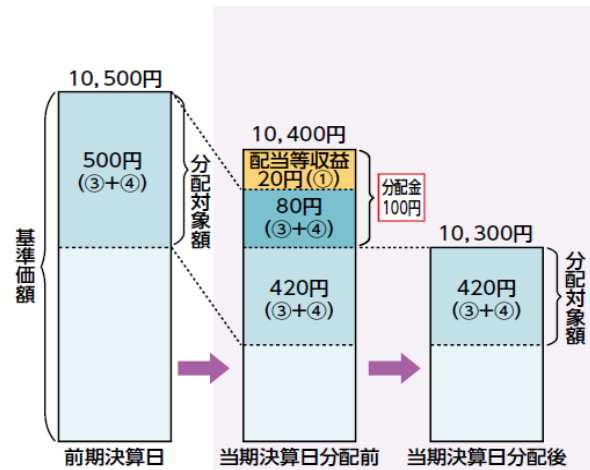 10,500円
500円
(③+④)
分配対象額
基準価額
前期決算日
10,400円
配当等収益
20円(①)
80円
(③+④)
分配金
100円
420円
(③+④)
当期決算日分配前
10,300円
420円
(③+④)
分配対象額
当期決算日分配後